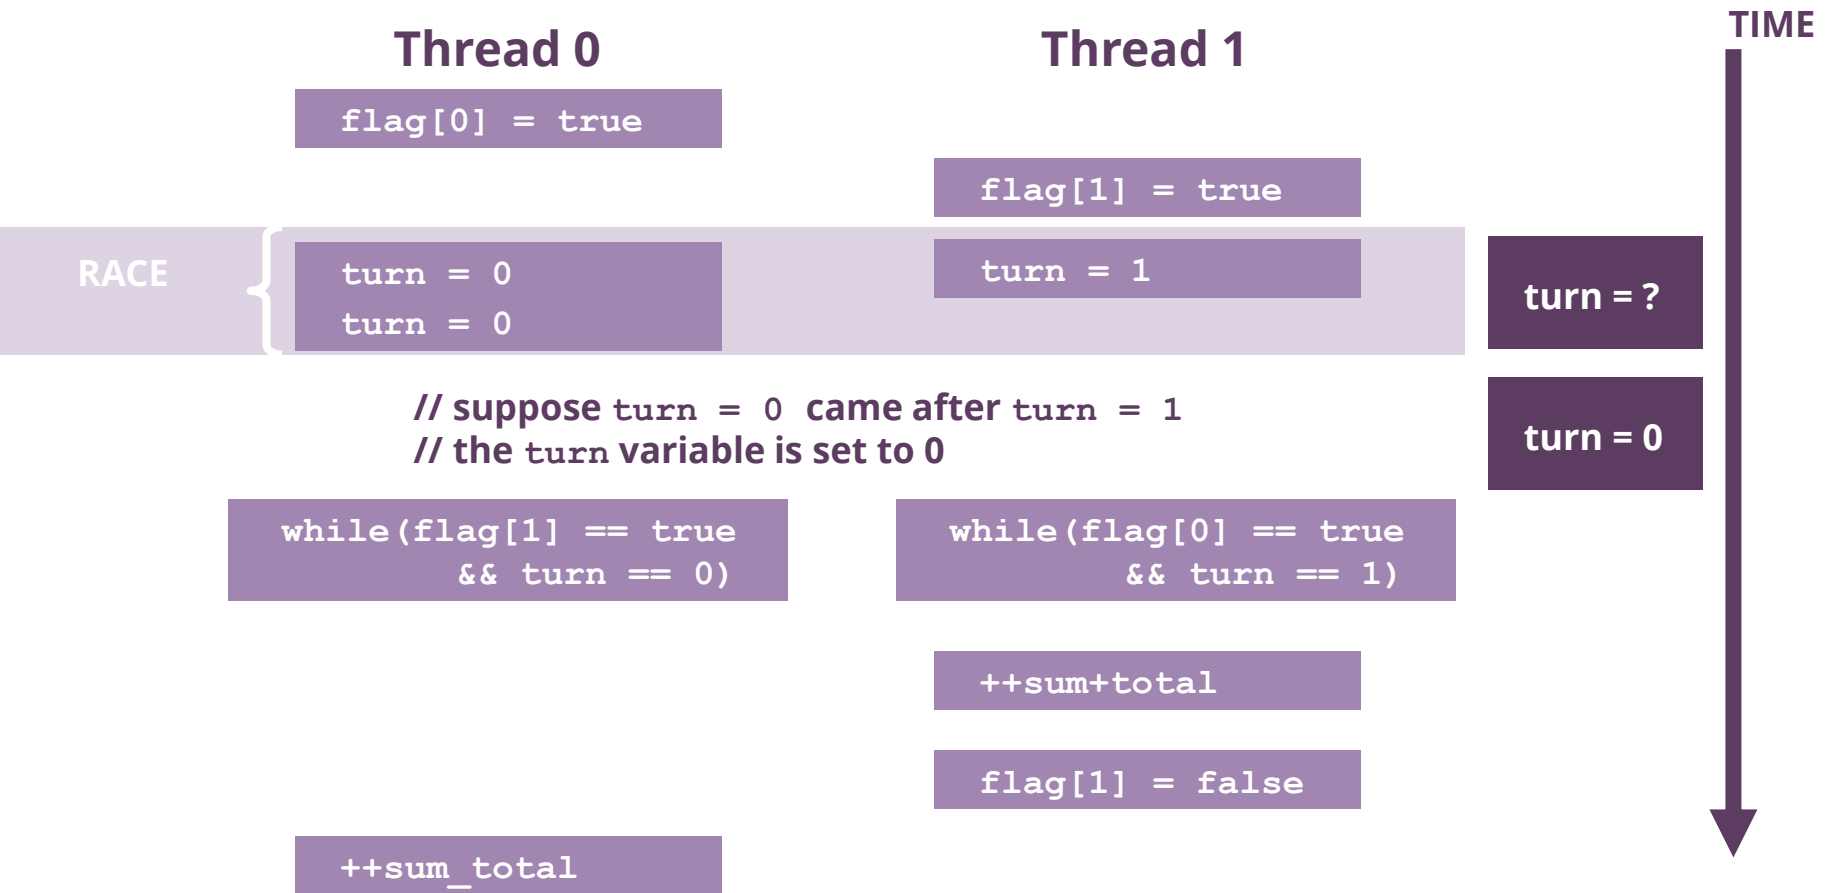 TIME
Thread 0
Thread 1
flag[0] = true
flag[1] = true
RACE
turn = 0
turn = 0
turn = 1
turn = ?
// suppose turn = 0 came after turn = 1
// the turn variable is set to 0
turn = 0
while(flag[1] == true
&& turn == 0)
while(flag[0] == true
&& turn == 1)
++sum+total
flag[1] = false
++sum_total